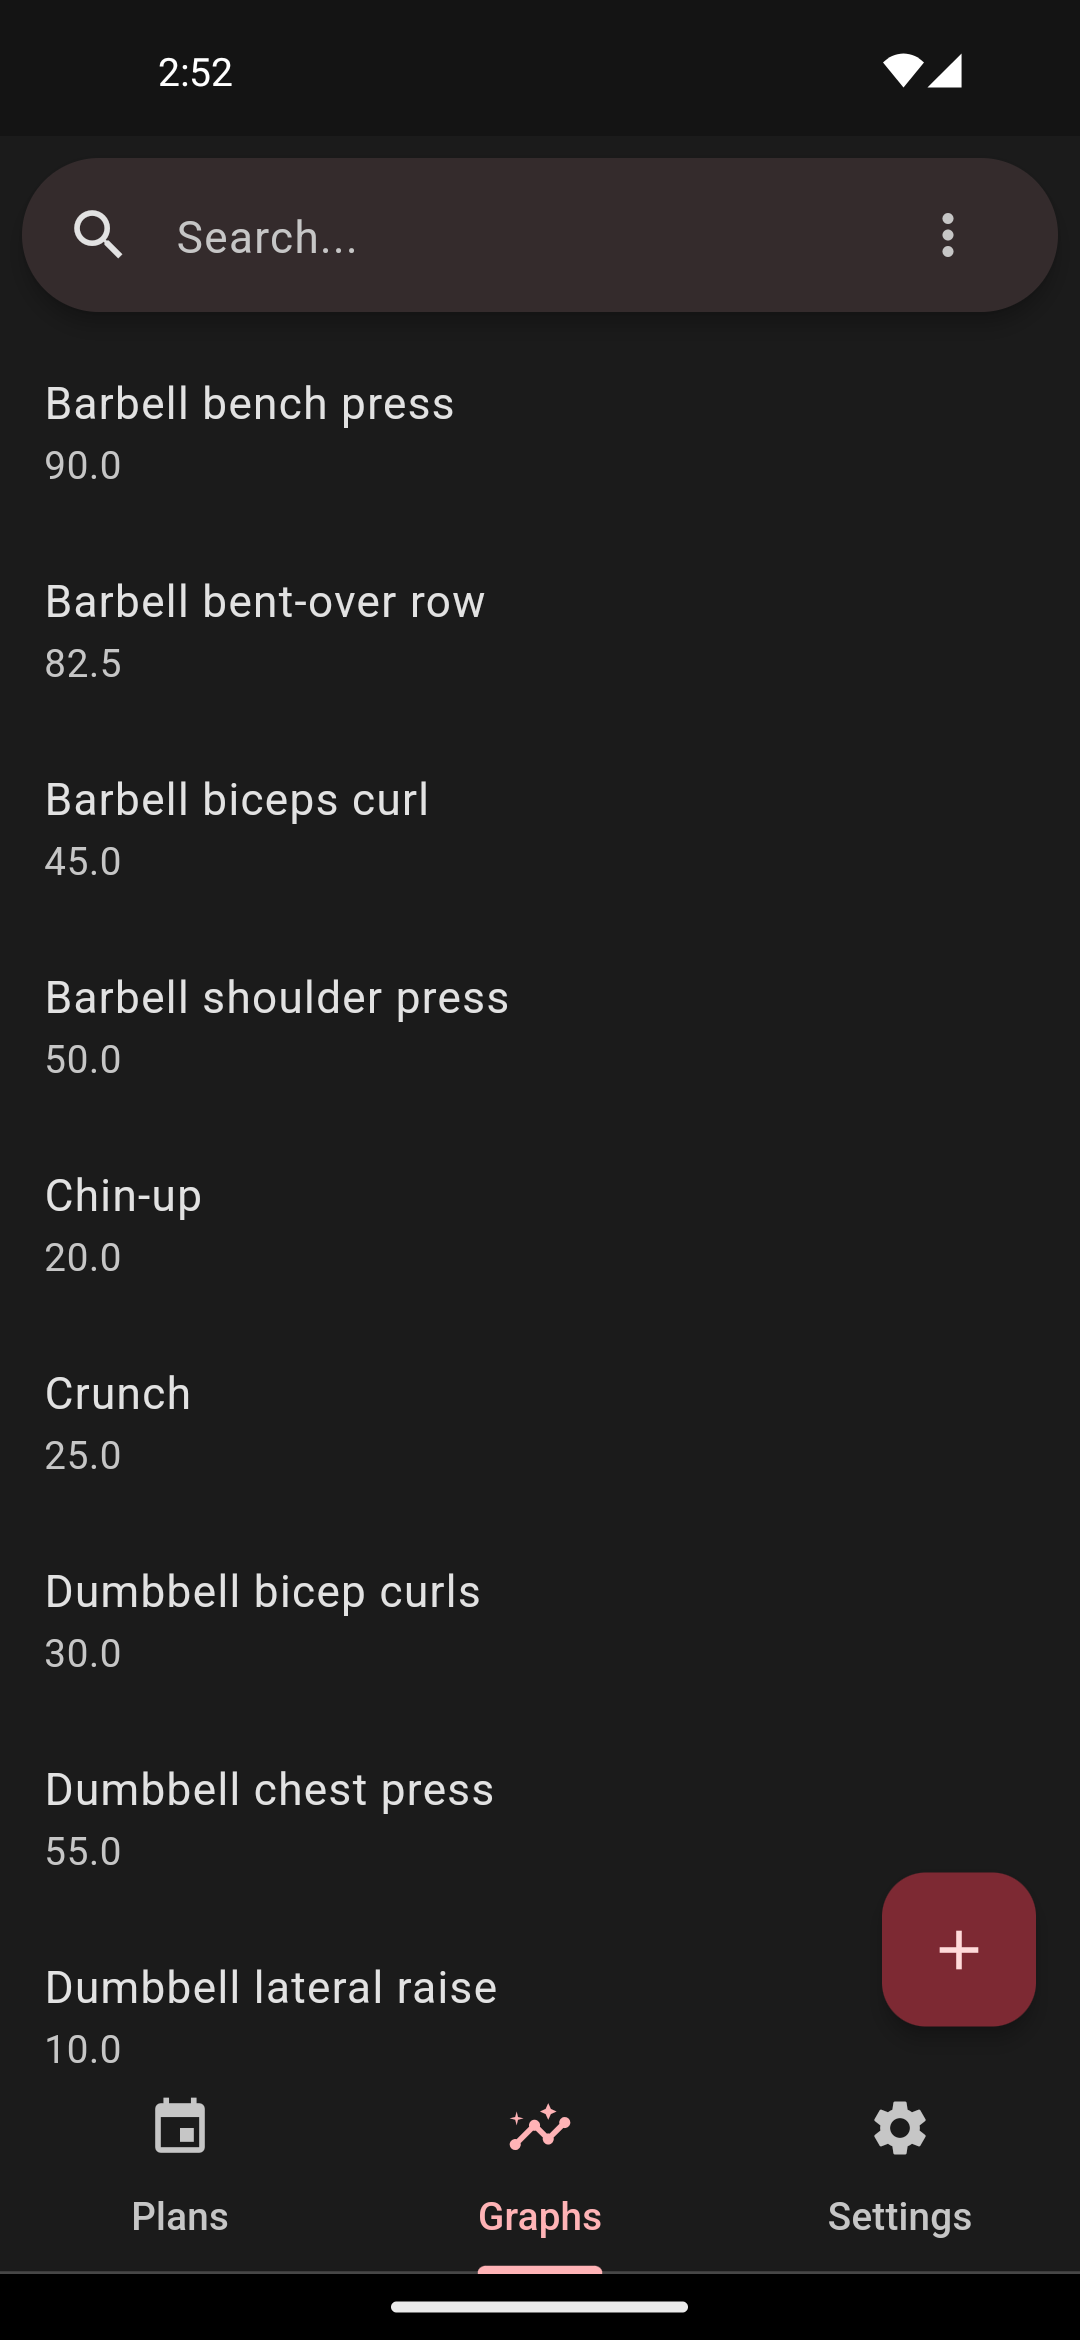 2:52
Search...
Barbell bench press
90.0
Barbell bent-over row
82.5
Barbell biceps curl
45.0
Barbell shoulder press
50.0
Chin-up
20.0
Crunch
25.0
Dumbbell bicep curls
30.0
Dumbbell chest press
55.0
Dumbbell lateral raise
10.0
Plans
Graphs
Settings